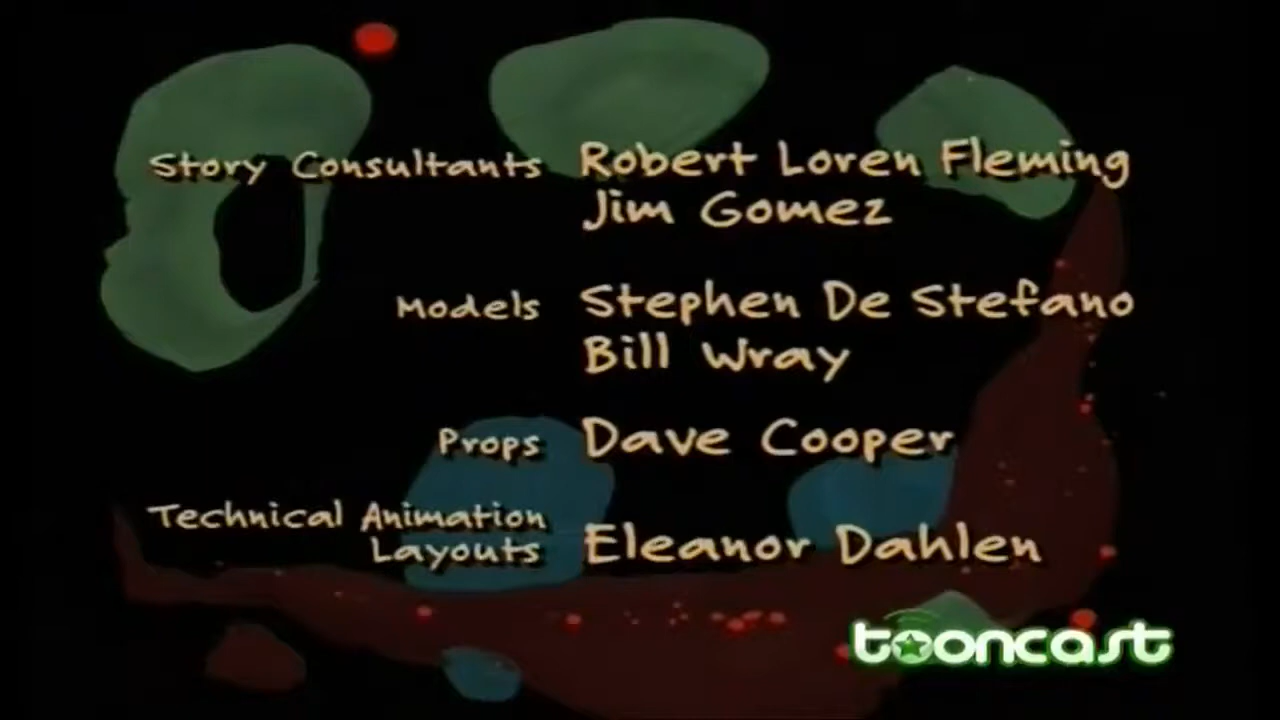 Story Consultants Robert Loren Fleming
Jim Gomez
Models Stephen De Stefano
Bill Wray
Props Dave Cooper
Technical Animation
Layouts Eleanor Dahlen
tooncast